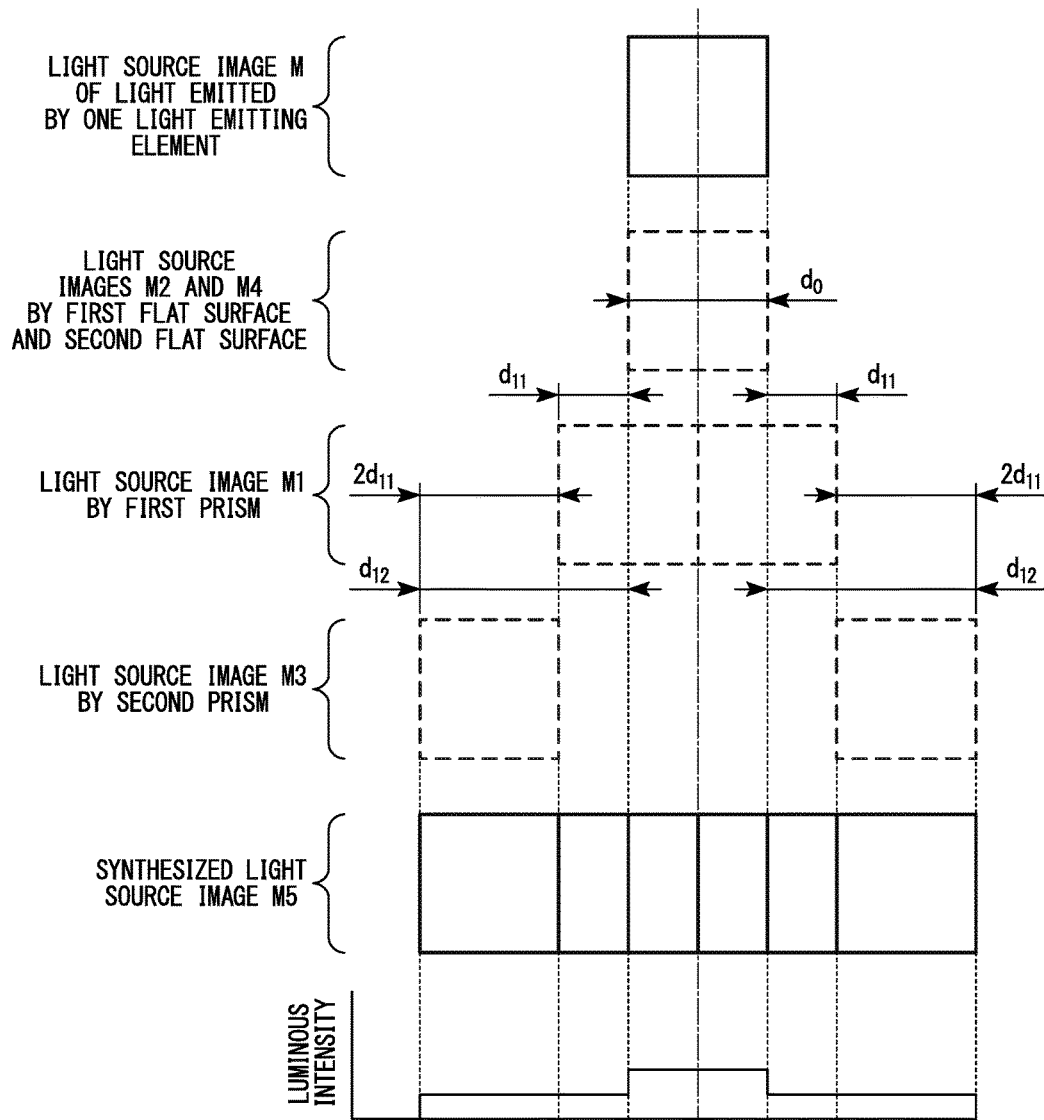 LIGHT SOURCE IMAGE M
OF LIGHT EMITTED
BY ONE LIGHT EMITTING
ELEMENT
LIGHT SOURCE
IMAGES M2 AND M4
BY FIRST FLAT SURFACE
AND SECOND FLAT SURFACE
d0
d11 d11
LIGHT SOURCE IMAGE M1
BY FIRST PRISM
2d11 2d11
d12 d12
LIGHT SOURCE IMAGE M3
BY SECOND PRISM
SYNTHESIZED LIGHT
SOURCE IMAGE M5
LUMINOUS
INTENSITY